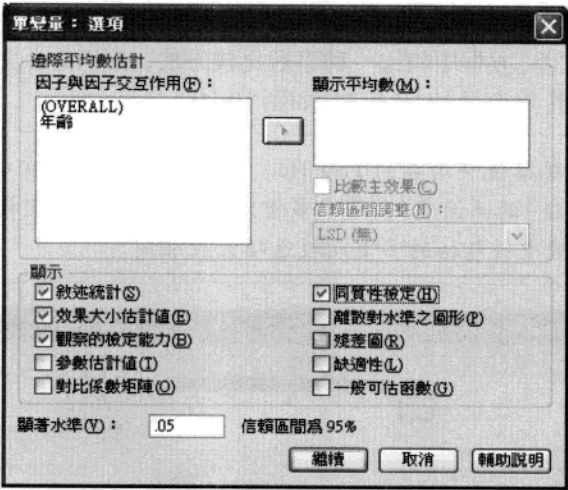 單變量：選項
邊際平均數估計
因子與因子交互作用(F)：
(OVERALL)
年齡
顯示平均數(M)：
比較主效果(C)
信賴區間調整(N)：
LSD (無)
顯示
敘述統計(S)
效果大小估計值(E)
觀察的檢定能力(B)
參數估計值(T)
對比係數矩陣(O)
同質性檢定(H)
離散對水準之圖形(P)
殘差圖(R)
缺適性(L)
一般可估函數(G)
顯著水準(V)：
.05
信賴區間為 95%
繼續
取消
輔助說明